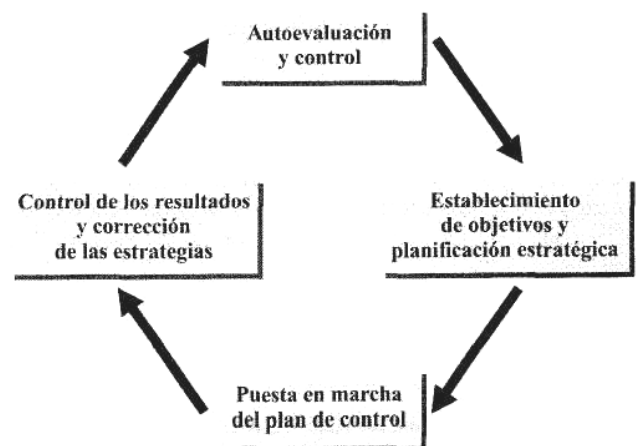 Autoevaluación
y control
Control de los resultados
y corrección
de las estrategias
Establecimiento
de objetivos y
planificación estratégica
Puesta en marcha
del plan de control